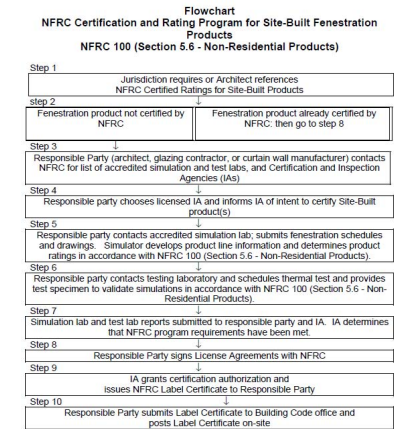 Flowchart
NFRC Certification and Rating Program for Site-Built Fenestration
Products
NFRC 100 (Section 5.6 - Non-Residential Products)
Step 1
Jurisdiction requires or Architect references
NFRC Certified Ratings for Site-Built Products
step 2
Fenestration product not certified by
NFRC
Fenestration product already certified by
NFRC: then go to step 8
Step 3
Responsible Party (architect, glazing contractor, or curtain wall manufacturer) contacts
NFRC for list of accredited simulation and test labs, and Certification and Inspection
Agencies (IAs)
Step 4
Responsible party chooses licensed IA and informs IA of intent to certify Site-Built
product(s)
Step 5
Responsible party contacts accredited simulation lab; submits fenestration schedules
and drawings. Simulator develops product line information and determines product
ratings in accordance with NFRC 100 (Section 5.6 - Non-Residential Products).
Step 6
Responsible party contacts testing laboratory and schedules thermal test and provides
test specimen to validate simulations in accordance with NFRC 100 (Section 5.6 - Non-
Residential Products).
Step 7
Simulation lab and test lab reports submitted to responsible party and IA. IA determines
that NFRC program requirements have been met.
Step 8
Responsible Party signs License Agreements with NFRC
Step 9
IA grants certification authorization and
issues NFRC Label Certificate to Responsible Party
Step 10
Responsible Party submits Label Certificate to Building Code office and
posts Label Certificate on-site